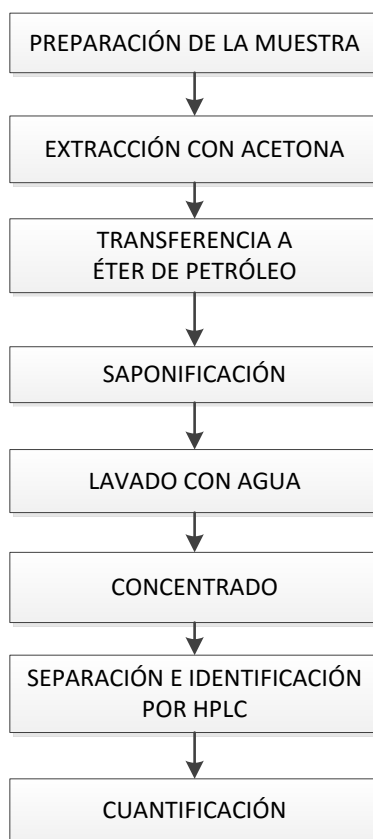 PREPARACIÓN DE LA MUESTRA
EXTRACCIÓN CON ACETONA
TRANSFERENCIA A
ÉTER DE PETRÓLEO
SAPONIFICACIÓN
LAVADO CON AGUA
CONCENTRADO
SEPARACIÓN E IDENTIFICACIÓN
POR HPLC
CUANTIFICACIÓN